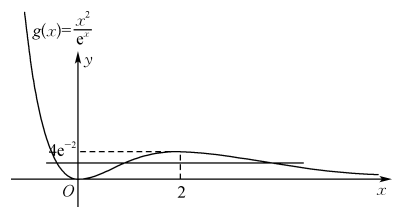 g(x)=x²/eˣ
y
4e⁻²
O
2
x